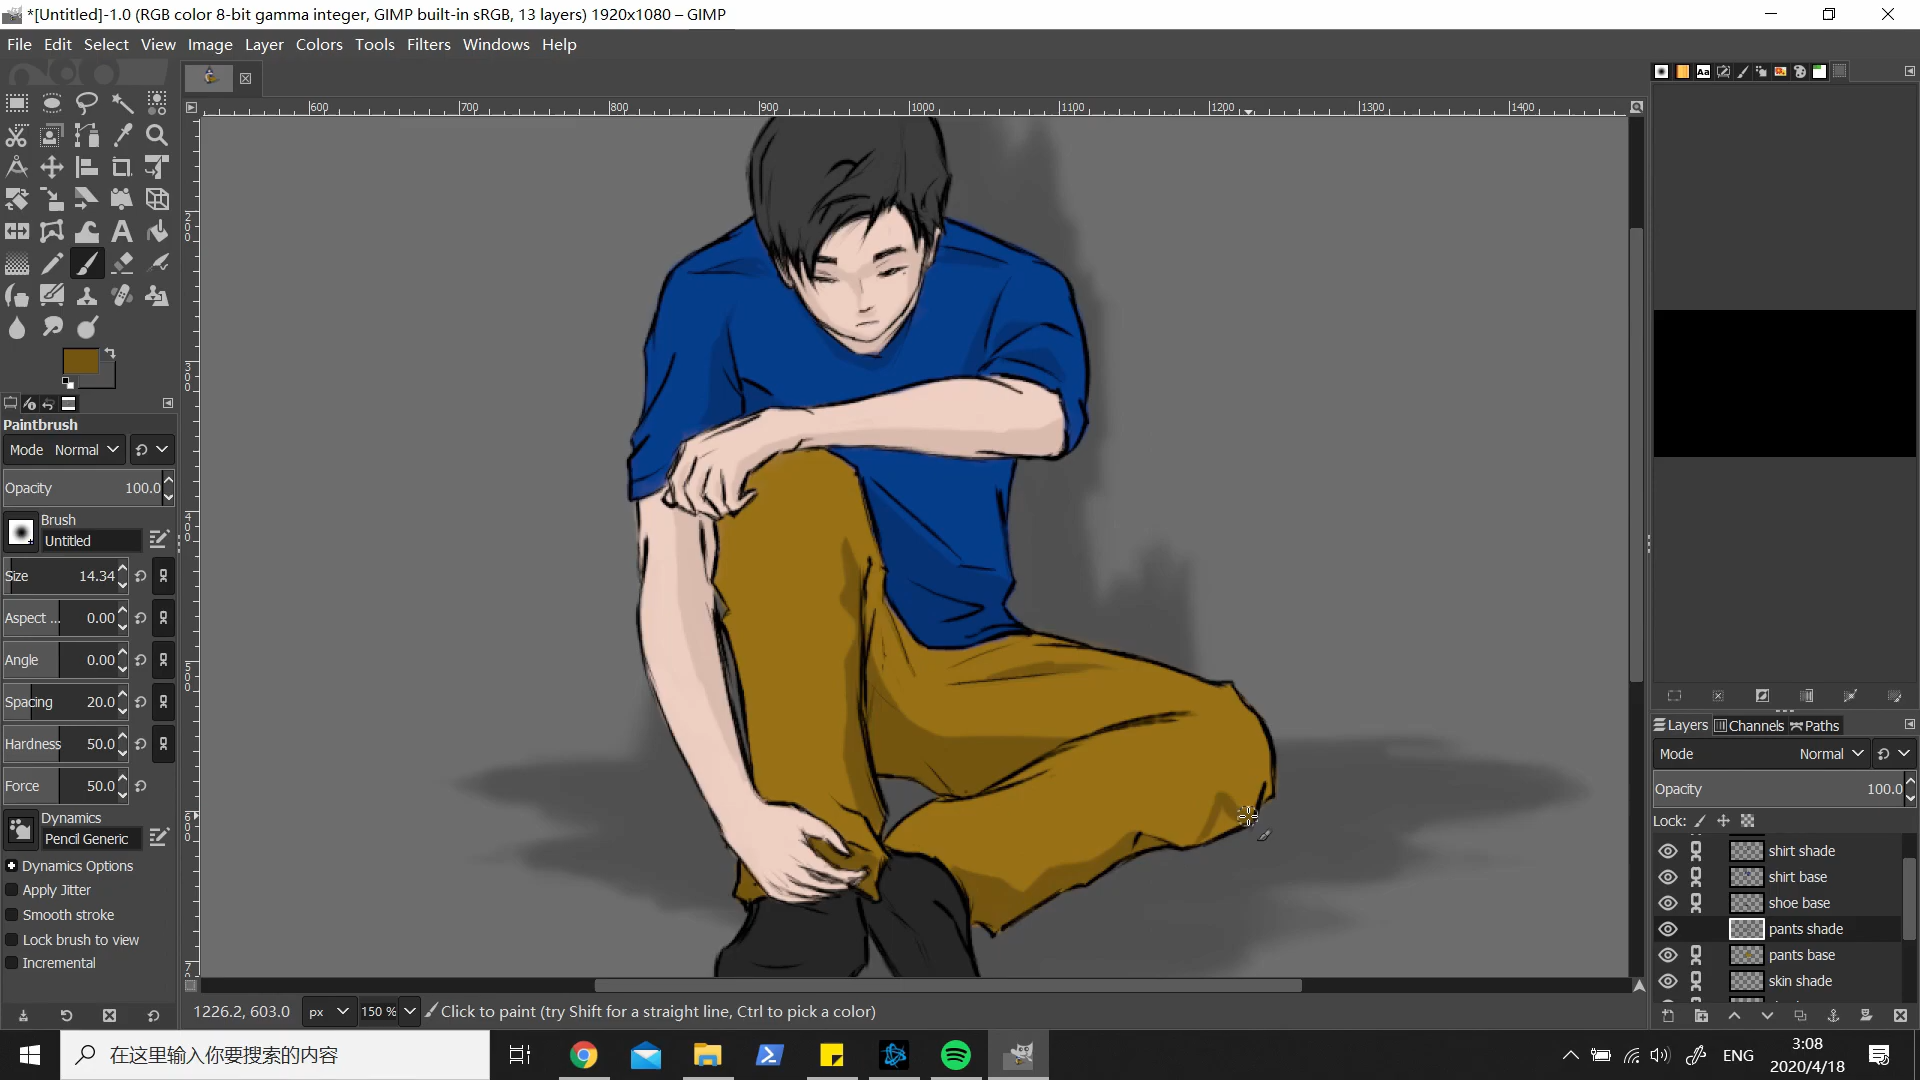 *[Untitled]-1.0 (RGB color 8-bit gamma integer, GIMP built-in sRGB, 13 layers) 1920x1080 – GIMP
File Edit Select View Image Layer Colors Tools Filters Windows Help
600 700 800 900 1000 1100 1200 1300 1400
200
300
400
500
600
7
Paintbrush
Mode Normal
Opacity 100.0
Brush
Untitled
Size 14.34
Aspect ... 0.00
Angle 0.00
Spacing 20.0
Hardness 50.0
Force 50.0
Dynamics
Pencil Generic
Dynamics Options
Apply Jitter
Smooth stroke
Lock brush to view
Incremental
Aa
Layers Channels Paths
Mode Normal
Opacity 100.0
Lock:
shirt shade
shirt base
shoe base
pants shade
pants base
skin shade
1226.2, 603.0 px 150 % Click to paint (try Shift for a straight line, Ctrl to pick a color)
在这里输入你要搜索的内容
ENG
3:08
2020/4/18